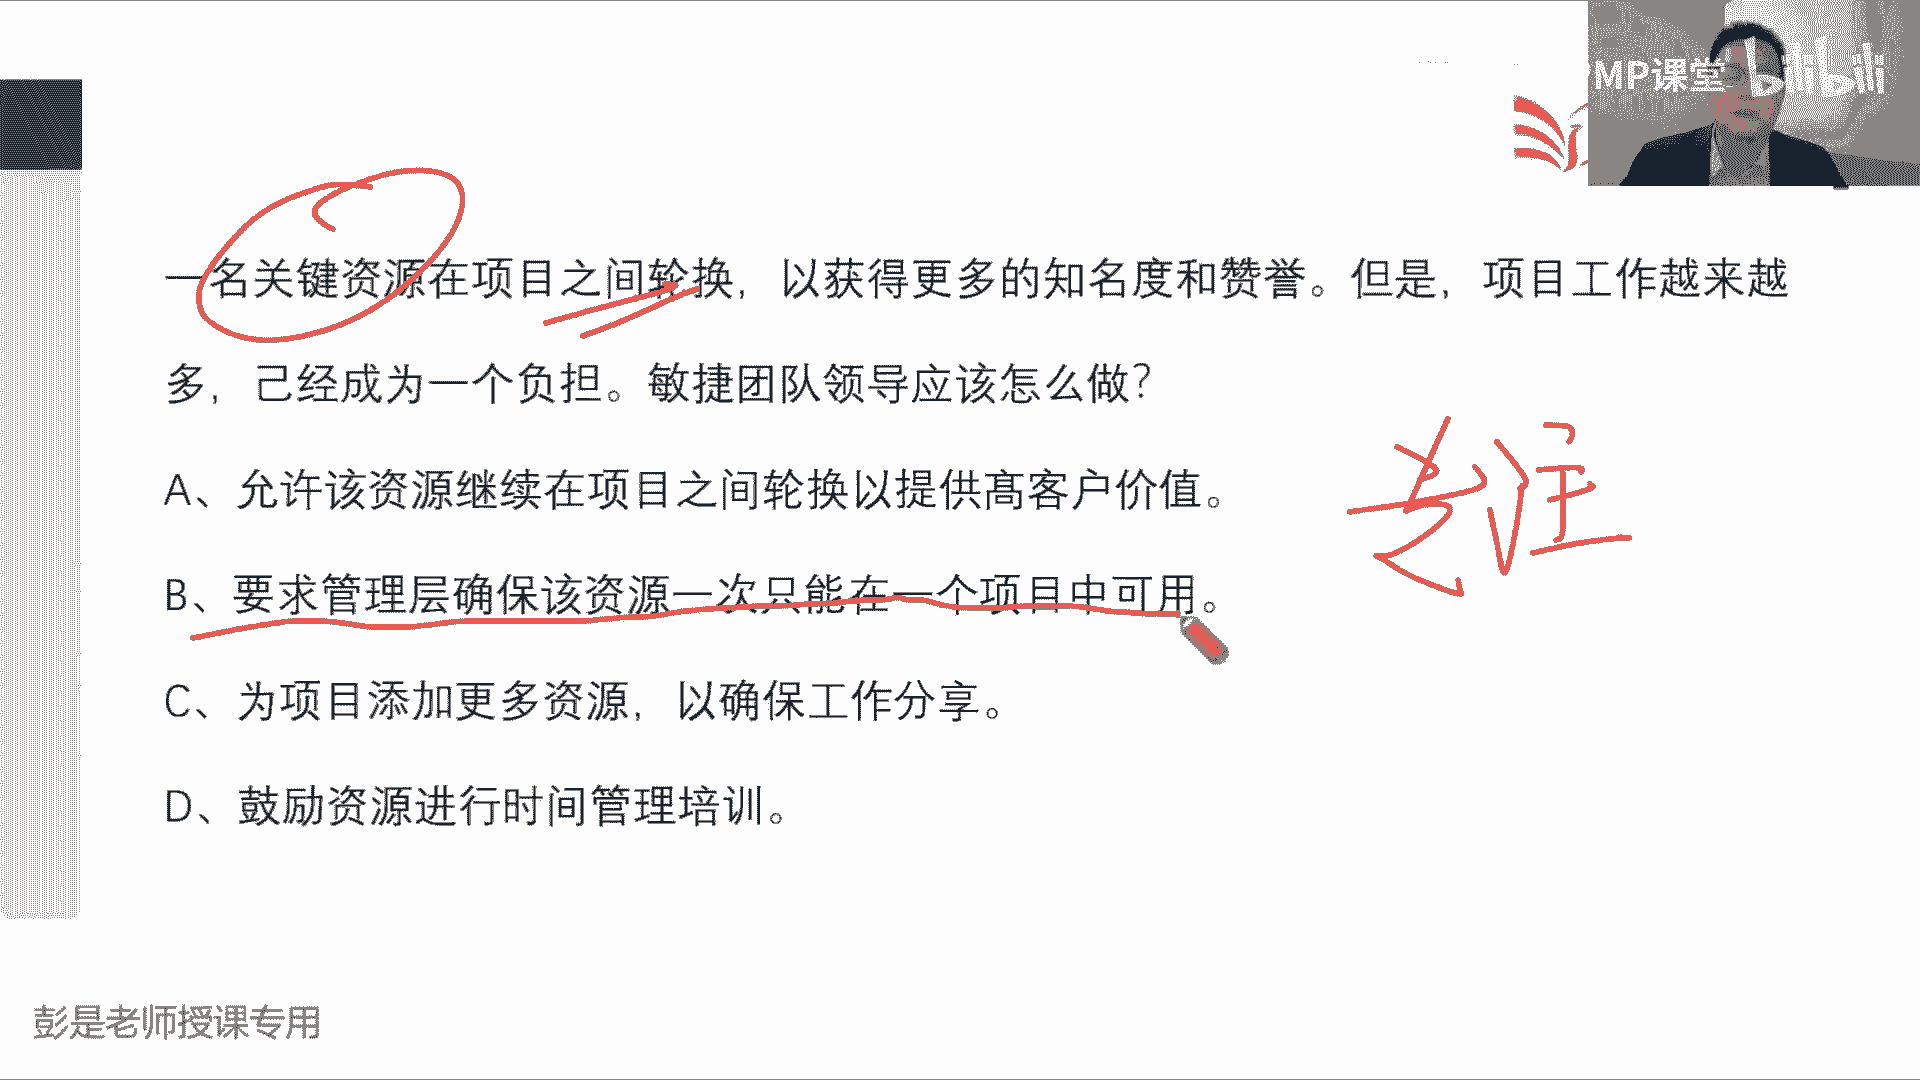 MP课堂 bilibili
一名关键资源在项目之间轮换，以获得更多的知名度和赞誉。但是，项目工作越来越
多，己经成为一个负担。敏捷团队领导应该怎么做？
专注
A、允许该资源继续在项目之间轮换以提供髙客户价值。
B、要求管理层确保该资源一次只能在一个项目中可用。
C、为项目添加更多资源，以确保工作分享。
D、鼓励资源进行时间管理培训。
彭是老师授课专用